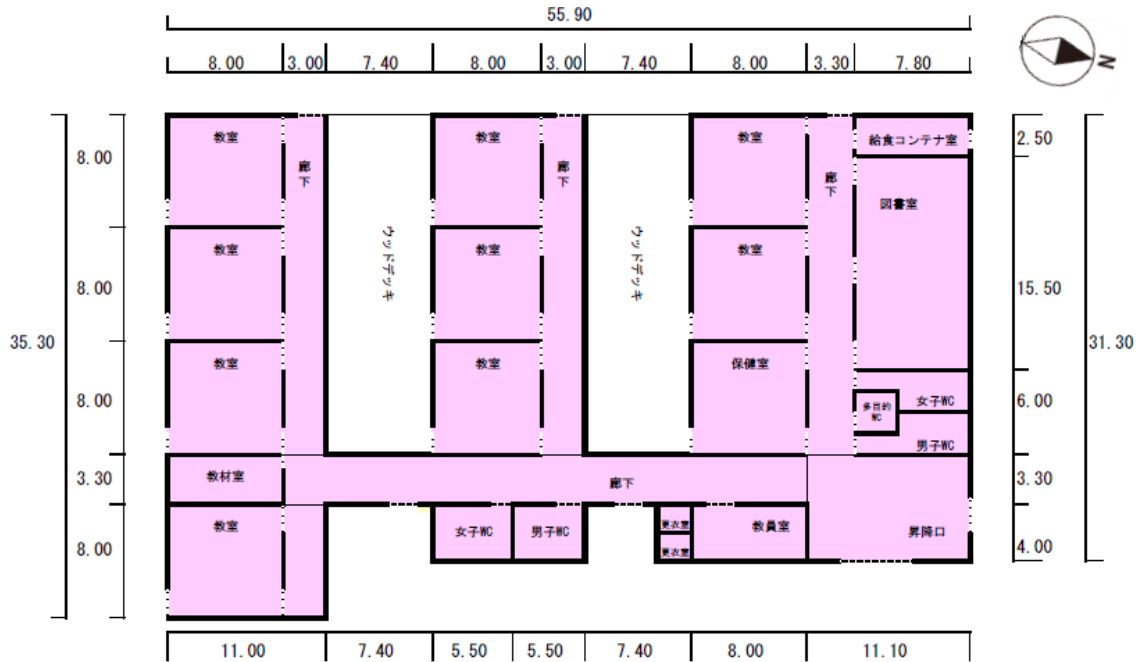 55.90
8.00 3.00 7.40 8.00 3.00 7.40 8.00 3.30 7.80
N
教室 教室 教室 給食コンテナ室
8.00 廊下 廊下 廊下 2.50
図書室
ウッドデッキ ウッドデッキ
教室 教室 教室
8.00 15.50
35.30 31.30
教室 教室 保健室
8.00 多目的WC 女子WC 6.00
男子WC
3.30 教材室 廊下 3.30
教室 女子WC 男子WC 更衣室 教員室 昇降口
8.00 更衣室 4.00
11.00 7.40 5.50 5.50 7.40 8.00 11.10